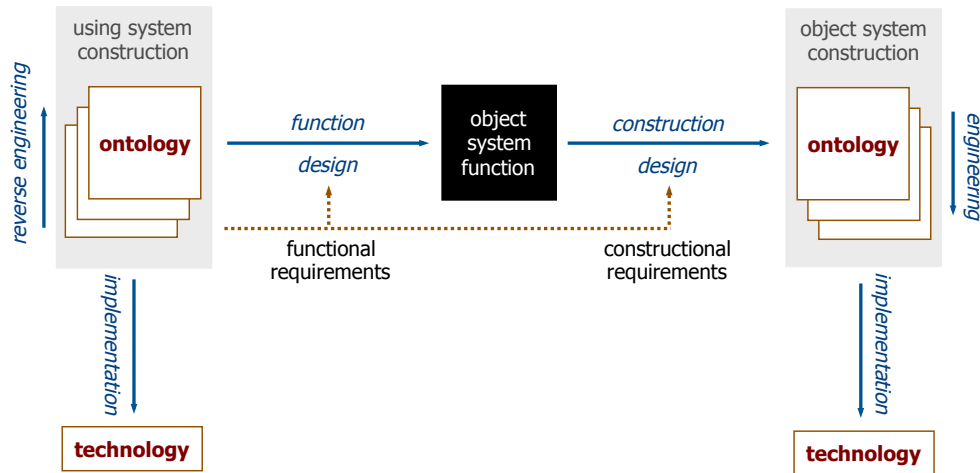 using system
construction
object system
construction
reverse engineering
ontology
function
design
object
system
function
construction
design
ontology
engineering
functional
requirements
constructional
requirements
implementation
implementation
technology
technology